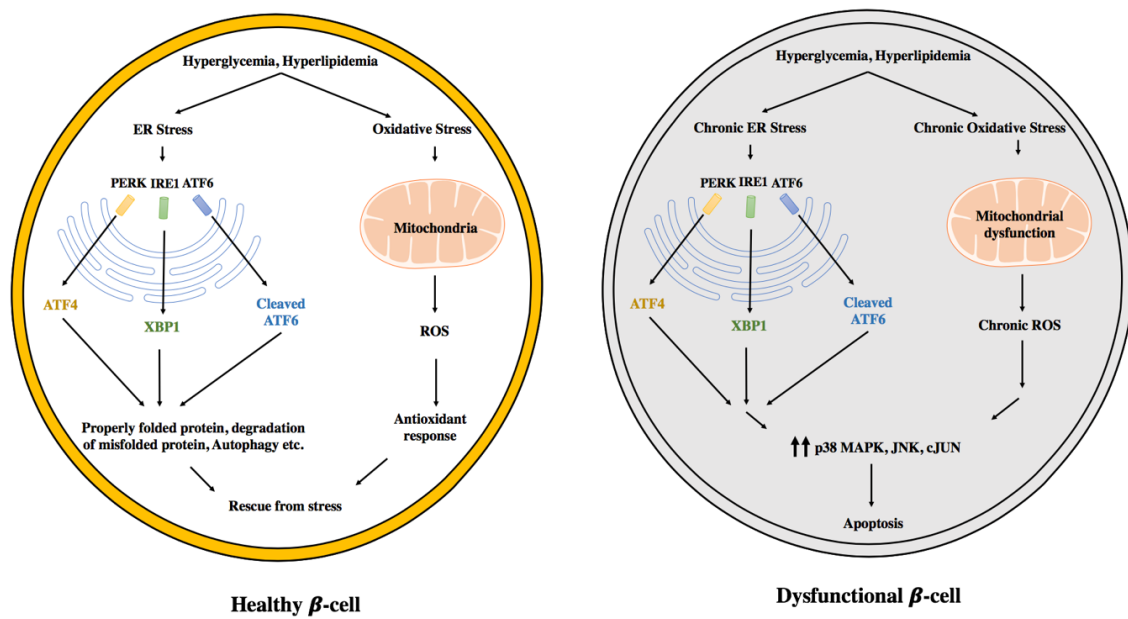 Hyperglycemia, Hyperlipidemia
ER Stress
Oxidative Stress
PERK IRE1 ATF6
Mitochondria
ATF4
XBP1
Cleaved
ATF6
ROS
Properly folded protein, degradation
of misfolded protein, Autophagy etc.
Antioxidant
response
Rescue from stress
Healthy β-cell
Hyperglycemia, Hyperlipidemia
Chronic ER Stress
Chronic Oxidative Stress
PERK IRE1 ATF6
Mitochondrial
dysfunction
ATF4
XBP1
Cleaved
ATF6
Chronic ROS
p38 MAPK, JNK, cJUN
Apoptosis
Dysfunctional β-cell